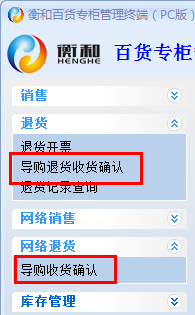 衡和百货专柜管理终端（PC版）
衡和
HENGHE
百货专柜
销售
退货
退货开票
导购退货收货确认
退货记录查询
网络销售
网络退货
导购收货确认
库存管理